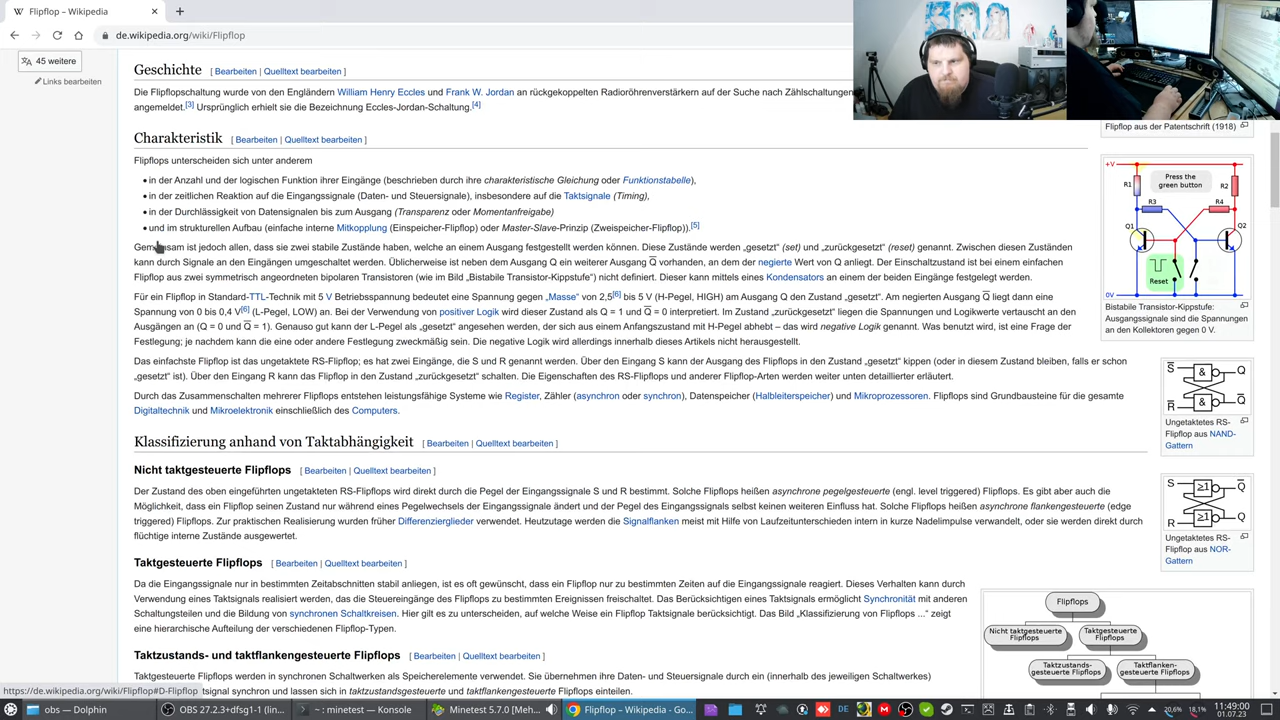 Flipflop – Wikipedia
de.wikipedia.org/wiki/Flipflop
45 weitere
Links bearbeiten
Geschichte [ Bearbeiten | Quelltext bearbeiten ]
Die Flipflopschaltung wurde von den Engländern William Henry Eccles und Frank W. Jordan an rückgekoppelten Radioröhrenverstärkern auf der Suche nach Zählschaltungen
angemeldet.[3] Ursprünglich erhielt sie die Bezeichnung Eccles-Jordan-Schaltung.[4]
Charakteristik [ Bearbeiten | Quelltext bearbeiten ]
Flipflops unterscheiden sich unter anderem
• in der Anzahl und der logischen Funktion ihrer Eingänge (beschrieben durch ihre charakteristische Gleichung oder Funktionstabelle),
• in der zeitlichen Reaktion auf die Eingangssignale (Daten- und Steuersignale), insbesondere auf die Taktsignale (Timing),
• in der Durchlässigkeit von Datensignalen bis zum Ausgang (Transparenz oder Momentanfreigabe)
• und im strukturellen Aufbau (einfache interne Mitkopplung (Einspeicher-Flipflop) oder Master-Slave-Prinzip (Zweispeicher-Flipflop)).[5]
Gemeinsam ist jedoch allen, dass sie zwei stabile Zustände haben, welche an einem Ausgang festgestellt werden können. Diese Zustände werden „gesetzt" (set) und „zurückgesetzt" (reset) genannt. Zwischen diesen Zuständen
kann durch Signale an den Eingängen umgeschaltet werden. Üblicherweise ist neben dem Ausgang Q ein weiterer Ausgang Q̅ vorhanden, an dem der negierte Wert von Q anliegt. Der Einschaltzustand ist bei einem einfachen
Flipflop aus zwei symmetrisch angeordneten bipolaren Transistoren (wie im Bild „Bistabile Transistor-Kippstufe") nicht definiert. Dieser kann mittels eines Kondensators an einem der beiden Eingänge festgelegt werden.
Für ein Flipflop in Standard-TTL-Technik mit 5 V Betriebsspannung bedeutet eine Spannung gegen „Masse" von 2,5[6] bis 5 V (H-Pegel, HIGH) am Ausgang Q den Zustand „gesetzt". Am negierten Ausgang Q̅ liegt dann eine
Spannung von 0 bis 0,4 V[6] (L-Pegel, LOW) an. Bei der Verwendung von positiver Logik wird dieser Zustand als Q = 1 und Q̅ = 0 interpretiert. Im Zustand „zurückgesetzt" liegen die Spannungen und Logikwerte vertauscht an den
Ausgängen an (Q = 0 und Q̅ = 1). Genauso gut kann der L-Pegel als „gesetzt" angesehen werden, der sich aus einem Anfangszustand mit H-Pegel abhebt – das wird negative Logik genannt. Was benutzt wird, ist eine Frage der
Festlegung; je nachdem kann die eine oder andere Festlegung zweckmäßig sein. Die negative Logik wird allerdings innerhalb dieses Artikels nicht herausgestellt.
Das einfachste Flipflop ist das ungetaktete RS-Flipflop; es hat zwei Eingänge, die S und R genannt werden. Über den Eingang S kann der Ausgang des Flipflops in den Zustand „gesetzt" kippen (oder in diesem Zustand bleiben, falls er schon
„gesetzt" ist). Über den Eingang R kann das Flipflop in den Zustand „zurückgesetzt" schalten. Die Eigenschaften des RS-Flipflops und anderer Flipflop-Arten werden weiter unten detaillierter erläutert.
Durch das Zusammenschalten mehrerer Flipflops entstehen leistungsfähige Systeme wie Register, Zähler (asynchron oder synchron), Datenspeicher (Halbleiterspeicher) und Mikroprozessoren. Flipflops sind Grundbausteine für die gesamte
Digitaltechnik und Mikroelektronik einschließlich des Computers.
Klassifizierung anhand von Taktabhängigkeit [ Bearbeiten | Quelltext bearbeiten ]
Nicht taktgesteuerte Flipflops [ Bearbeiten | Quelltext bearbeiten ]
Der Zustand des oben eingeführten ungetakteten RS-Flipflops wird direkt durch die Pegel der Eingangssignale S und R bestimmt. Solche Flipflops heißen asynchrone pegelgesteuerte (engl. level triggered) Flipflops. Es gibt aber auch die
Möglichkeit, dass ein Flipflop seinen Zustand nur während eines Pegelwechsels der Eingangssignale ändert und der Pegel des Eingangssignals selbst keinen weiteren Einfluss hat. Solche Flipflops heißen asynchrone flankengesteuerte (edge
triggered) Flipflops. Zur praktischen Realisierung wurden früher Differenzierglieder verwendet. Heutzutage werden die Signalflanken meist mit Hilfe von Laufzeitunterschieden intern in kurze Nadelimpulse verwandelt, oder sie werden direkt durch
flüchtige interne Zustände ausgewertet.
Taktgesteuerte Flipflops [ Bearbeiten | Quelltext bearbeiten ]
Da die Eingangssignale nur in bestimmten Zeitabschnitten stabil anliegen, ist es oft gewünscht, dass ein Flipflop nur zu bestimmten Zeiten auf die Eingangssignale reagiert. Dieses Verhalten kann durch
Verwendung eines Taktsignals realisiert werden, das die Steuereingänge des Flipflops zu bestimmten Ereignissen freischaltet. Das Berücksichtigen eines Taktsignals ermöglicht Synchronität mit anderen
Schaltungsteilen und die Bildung von synchronen Schaltkreisen. Hier gilt es zu unterscheiden, auf welche Weise ein Flipflop Taktsignale berücksichtigt. Das Bild „Klassifizierung von Flipflops ..." zeigt
eine hierarchische Aufteilung der verschiedenen Flipflop-Typen.
Taktzustands- und taktflankengesteuerte Flipflops [ Bearbeiten | Quelltext bearbeiten ]
Taktgesteuerte Flipflops werden in synchronen Schaltwerken als Speicherelemente verwendet. Sie übernehmen ihre Daten- und Steuersignale durch ein (innerhalb des jeweiligen Schaltwerkes)
tsignal synchron und lassen sich in taktzustandsgesteuerte und taktflankengesteuerte Flipflops einteilen.
https://de.wikipedia.org/wiki/Flipflop#D-Flipflop
Flipflop aus der Patentschrift (1918)
+V
Press the
green button
R1
R2
R3
R4
Q1
Q2
Reset
0V
Bistabile Transistor-Kippstufe:
Ausgangssignale sind die Spannungen
an den Kollektoren gegen 0 V.
S̅ & Q
R̅ & Q̅
Ungetaktetes RS-
Flipflop aus NAND-
Gattern
S ≥1 Q̅
R ≥1 Q
Ungetaktetes RS-
Flipflop aus NOR-
Gattern
Flipflops
Nicht taktgesteuerte
Flipflops
Taktgesteuerte
Flipflops
Taktzustands-
gesteuerte Flipflops
Taktflanken-
gesteuerte Flipflops
obs — Dolphin
OBS 27.2.3+dfsg1-1 (lin...
~ : minetest — Konsole
Minetest 5.7.0 [Meh...
Flipflop – Wikipedia - Go...
DE
20,6%
18,1%
11:49:00
01.07.23